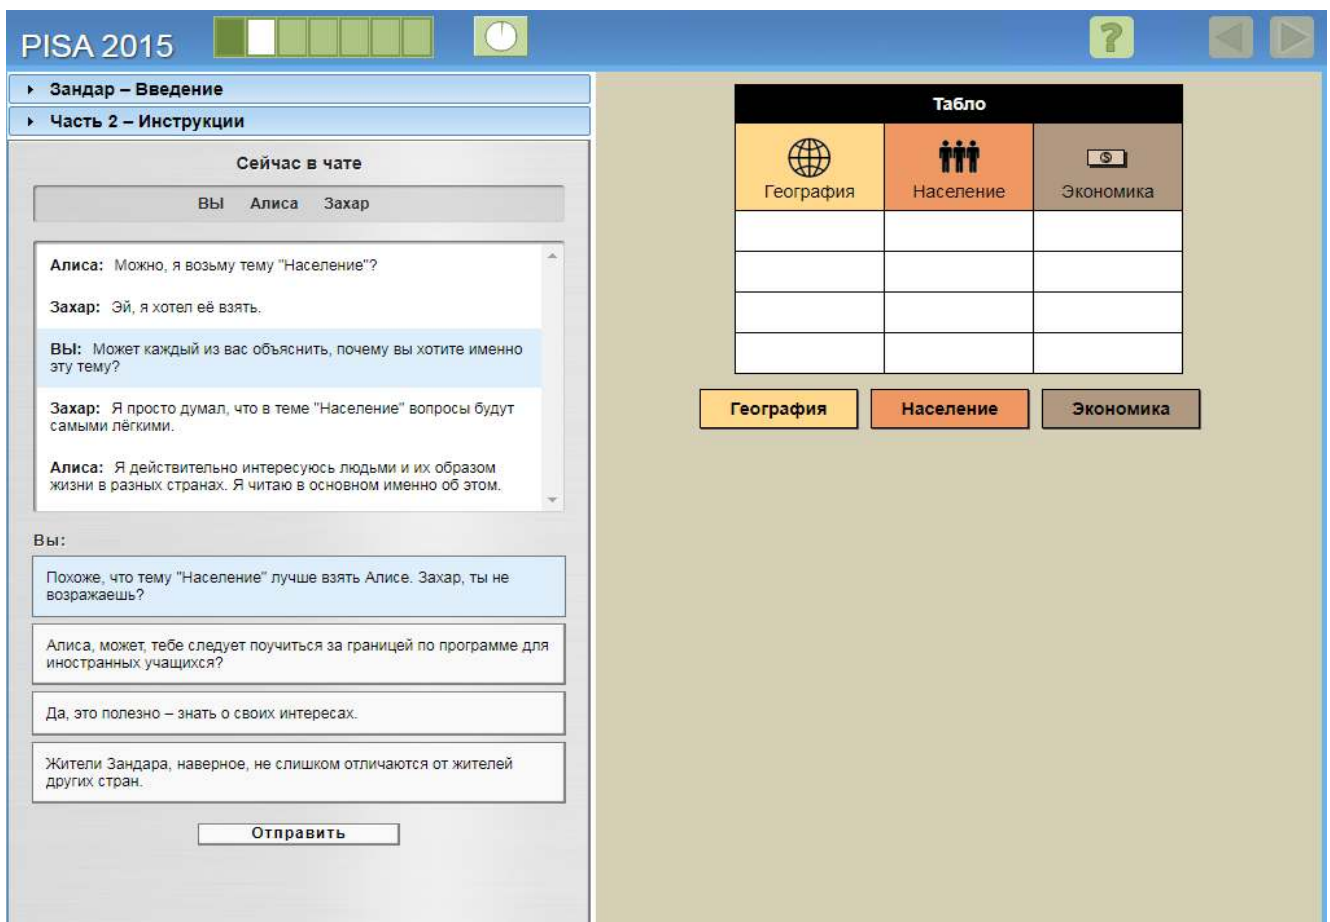 PISA 2015
?
Зандар – Введение
Часть 2 – Инструкции
Сейчас в чате
ВЫ Алиса Захар
Алиса: Можно, я возьму тему "Население"?
Захар: Эй, я хотел её взять.
ВЫ: Может каждый из вас объяснить, почему вы хотите именно
эту тему?
Захар: Я просто думал, что в теме "Население" вопросы будут
самыми лёгкими.
Алиса: Я действительно интересуюсь людьми и их образом
жизни в разных странах. Я читаю в основном именно об этом.
Вы:
Похоже, что тему "Население" лучше взять Алисе. Захар, ты не
возражаешь?
Алиса, может, тебе следует поучиться за границей по программе для
иностранных учащихся?
Да, это полезно – знать о своих интересах.
Жители Зандара, наверное, не слишком отличаются от жителей
других стран.
Отправить
Табло
География Население Экономика
География Население Экономика